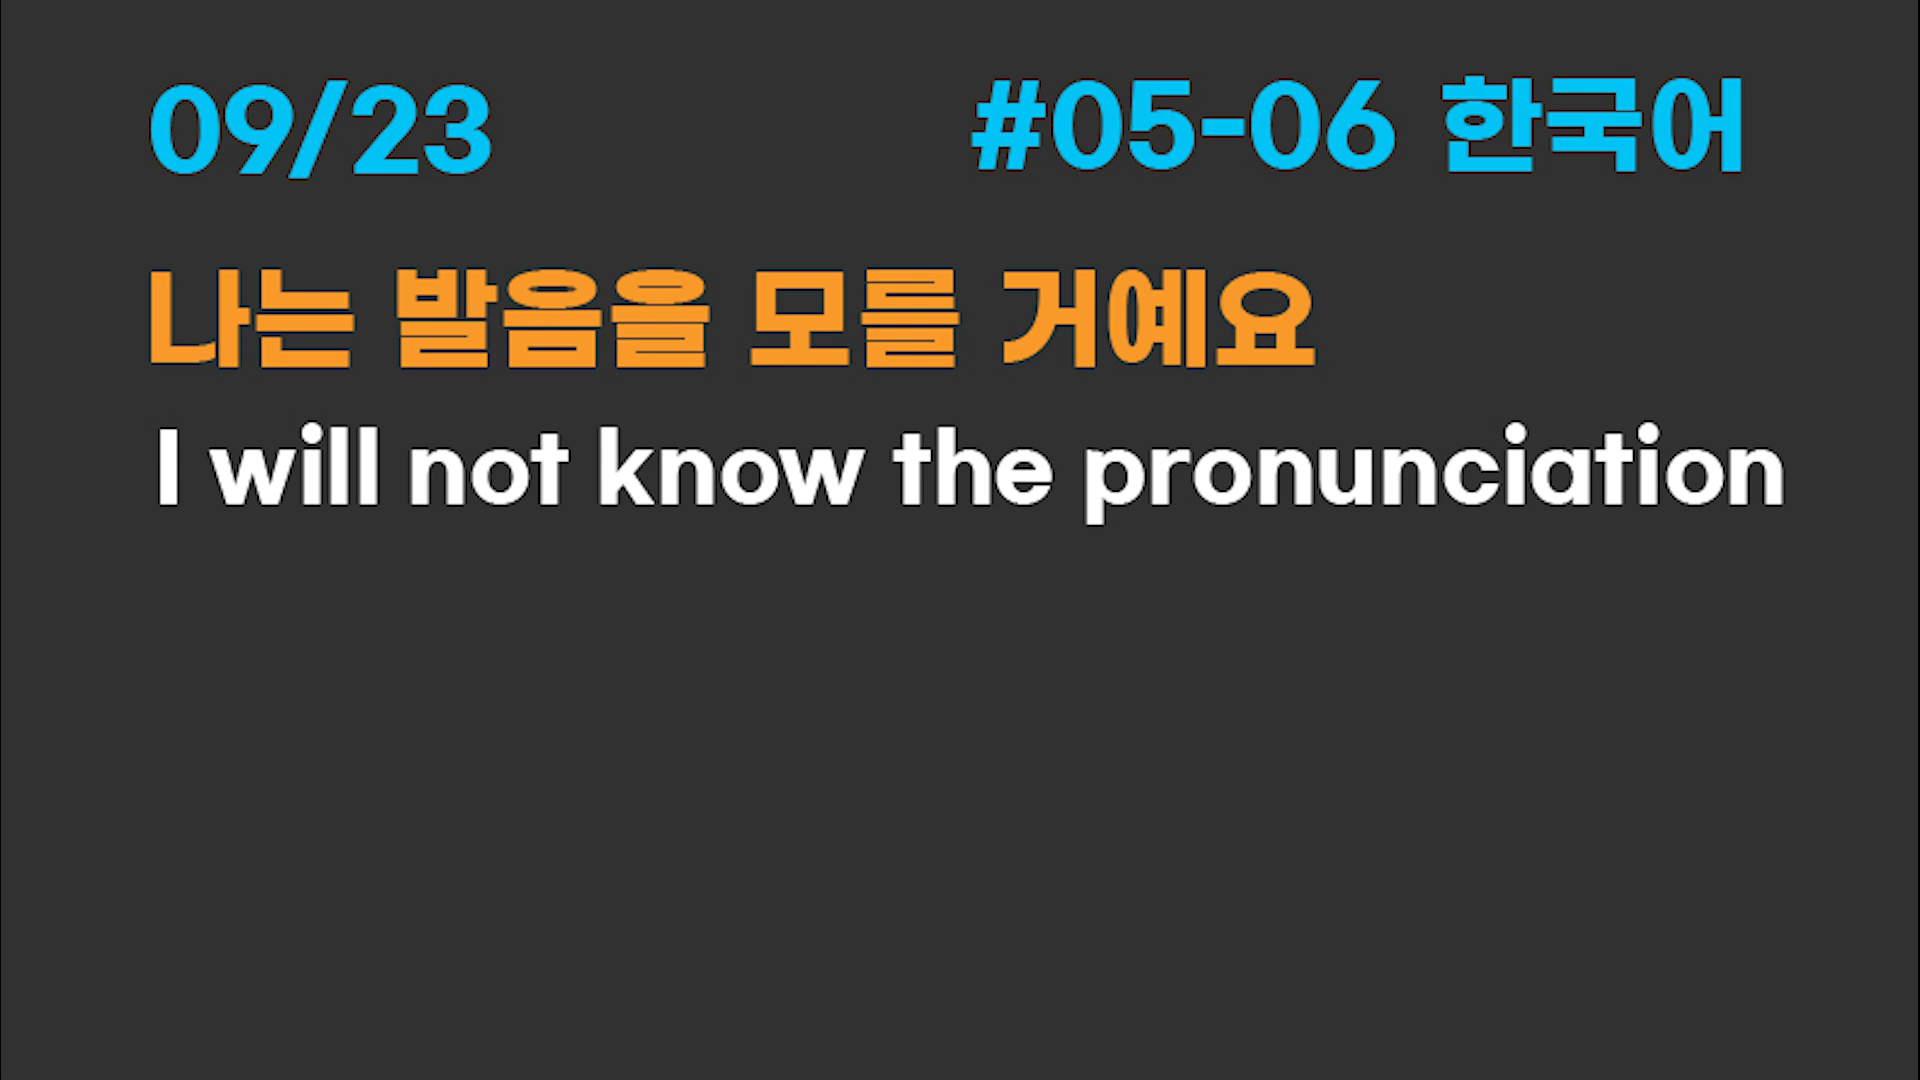 09/23 #05-06 한국어
나는 발음을 모를 거예요
I will not know the pronunciation